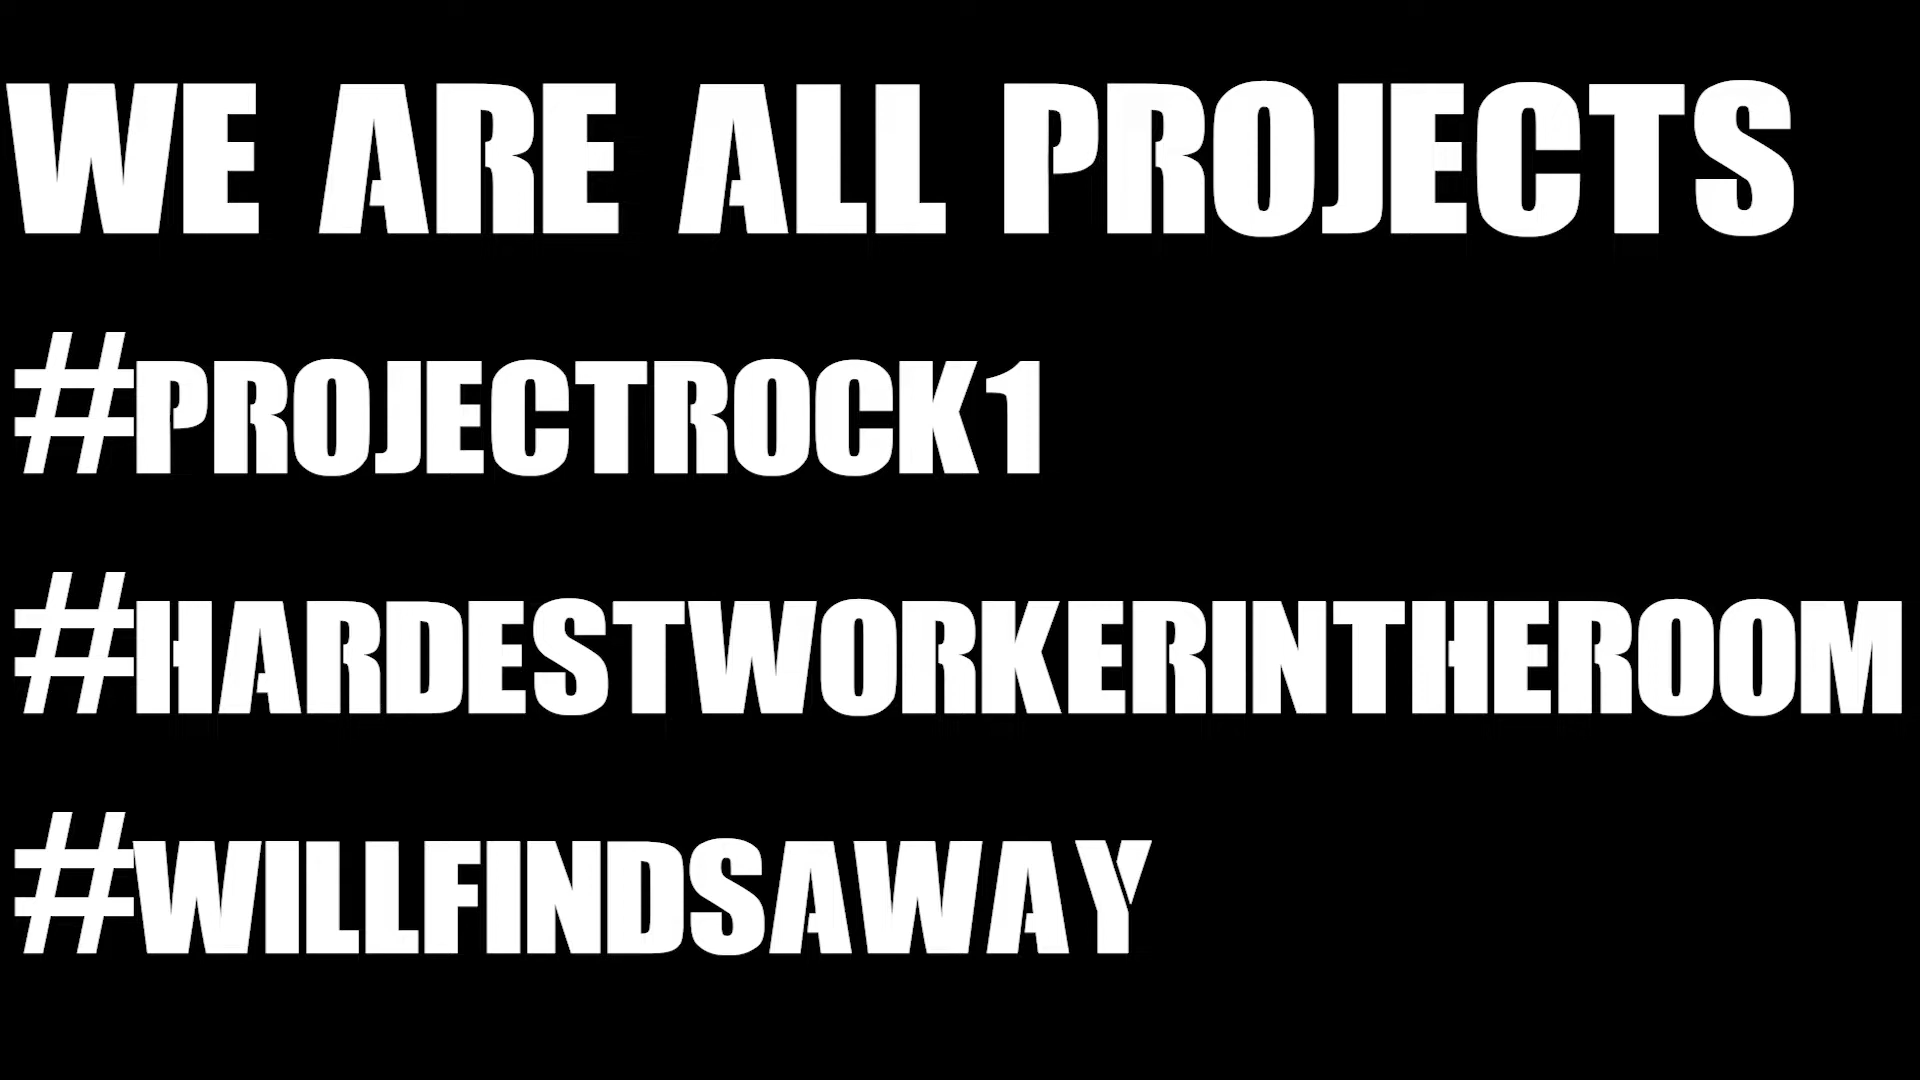 WE ARE ALL PROJECTS
#PROJECTROCK1
#HARDESTWORKERINTHEROOM
#WILLFINDSAWAY